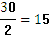 30/2 = 15